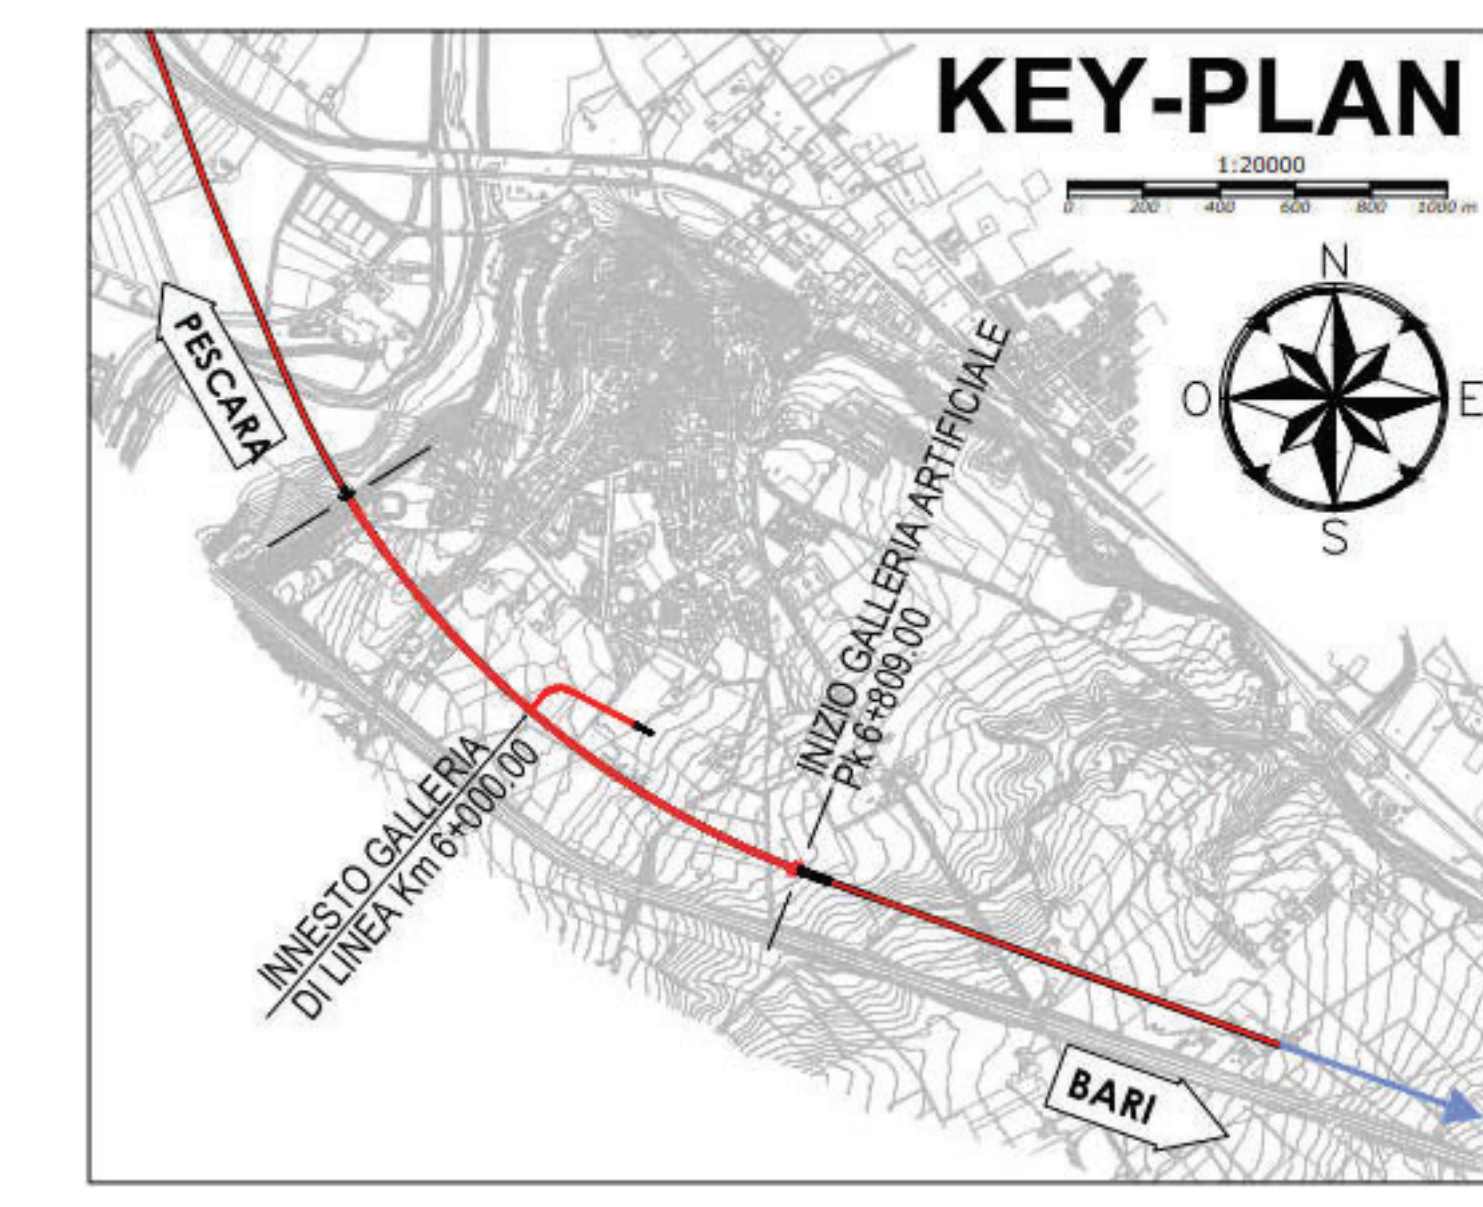 KEY-PLAN
1:20000
0 200 400 600 800 1000 m
N
O
E
S
PESCARA
INIZIO GALLERIA ARTIFICIALE
Pk 6+809.00
INNESTO GALLERIA
DI LINEA Km 6+000.00
BARI